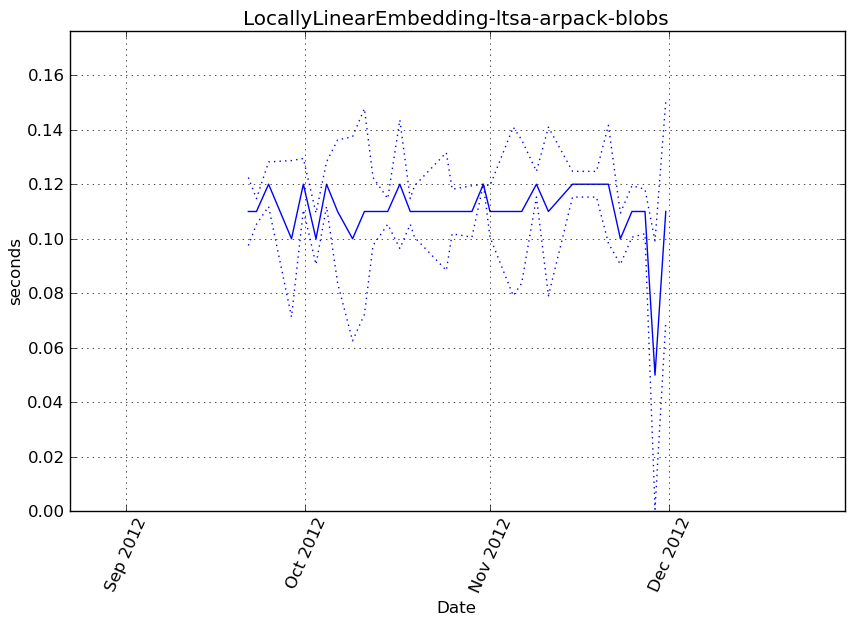 LocallyLinearEmbedding-ltsa-arpack-blobs
0.16
0.14
0.12
0.10
0.08
0.06
0.04
0.02
0.00
seconds
Sep 2012
Oct 2012
Nov 2012
Dec 2012
Date